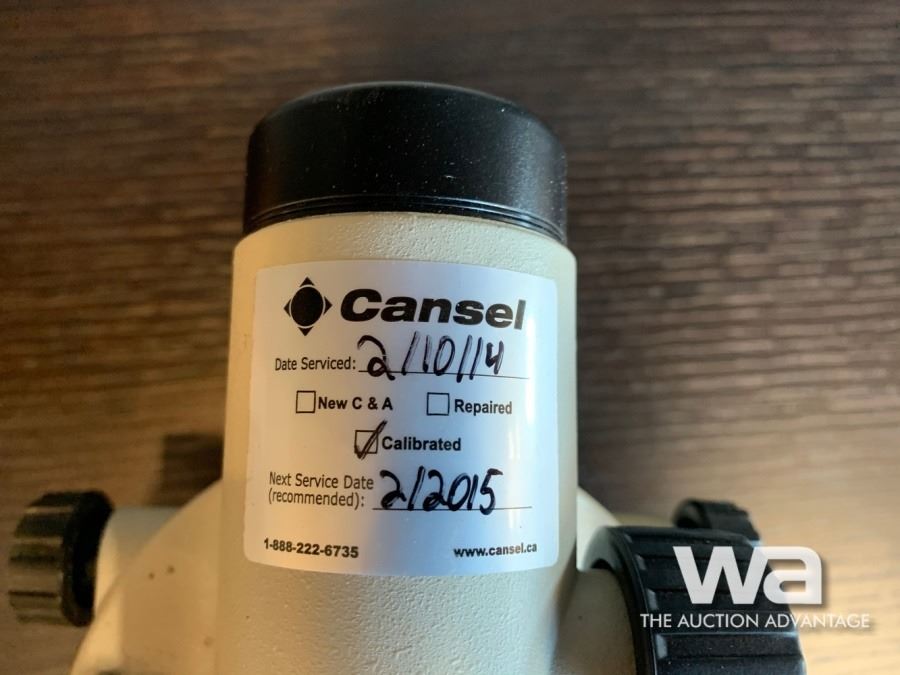 Cansel
Date Serviced: 2/10/14
New C & A Repaired
Calibrated
Next Service Date
(recommended): 2/2015
1-888-222-6735 www.cansel.ca
wa
THE AUCTION ADVANTAGE